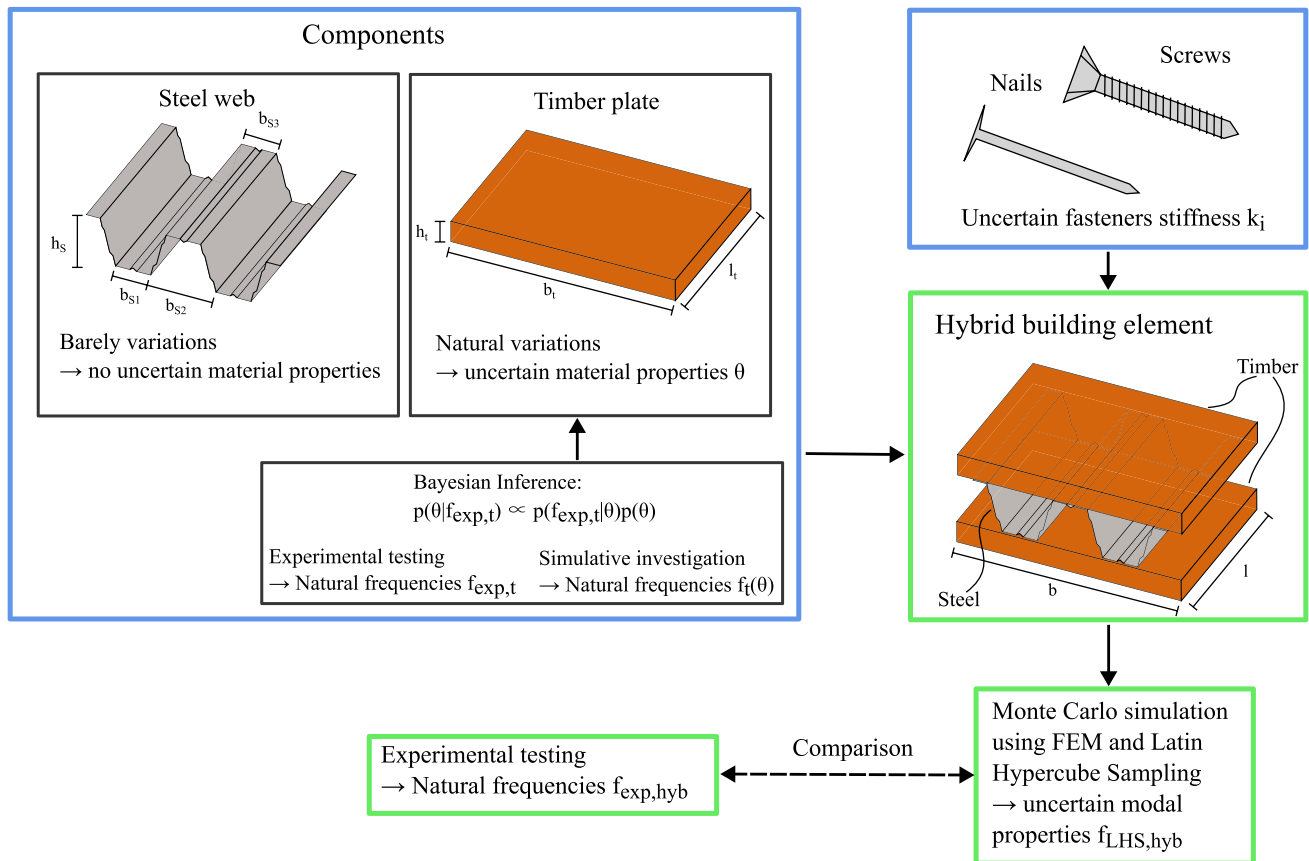 Components
Steel web
b_S3
h_S
b_S1
b_S2
Barely variations
→ no uncertain material properties
Timber plate
h_t
b_t
l_t
Natural variations
→ uncertain material properties θ
Bayesian Inference:
p(θ|f_exp,t) ∝ p(f_exp,t|θ)p(θ)
Experimental testing
→ Natural frequencies f_exp,t
Simulative investigation
→ Natural frequencies f_t(θ)
Screws
Nails
Uncertain fasteners stiffness k_i
Hybrid building element
Timber
Steel
b
l
Monte Carlo simulation
using FEM and Latin
Hypercube Sampling
→ uncertain modal
properties f_LHS,hyb
Comparison
Experimental testing
→ Natural frequencies f_exp,hyb